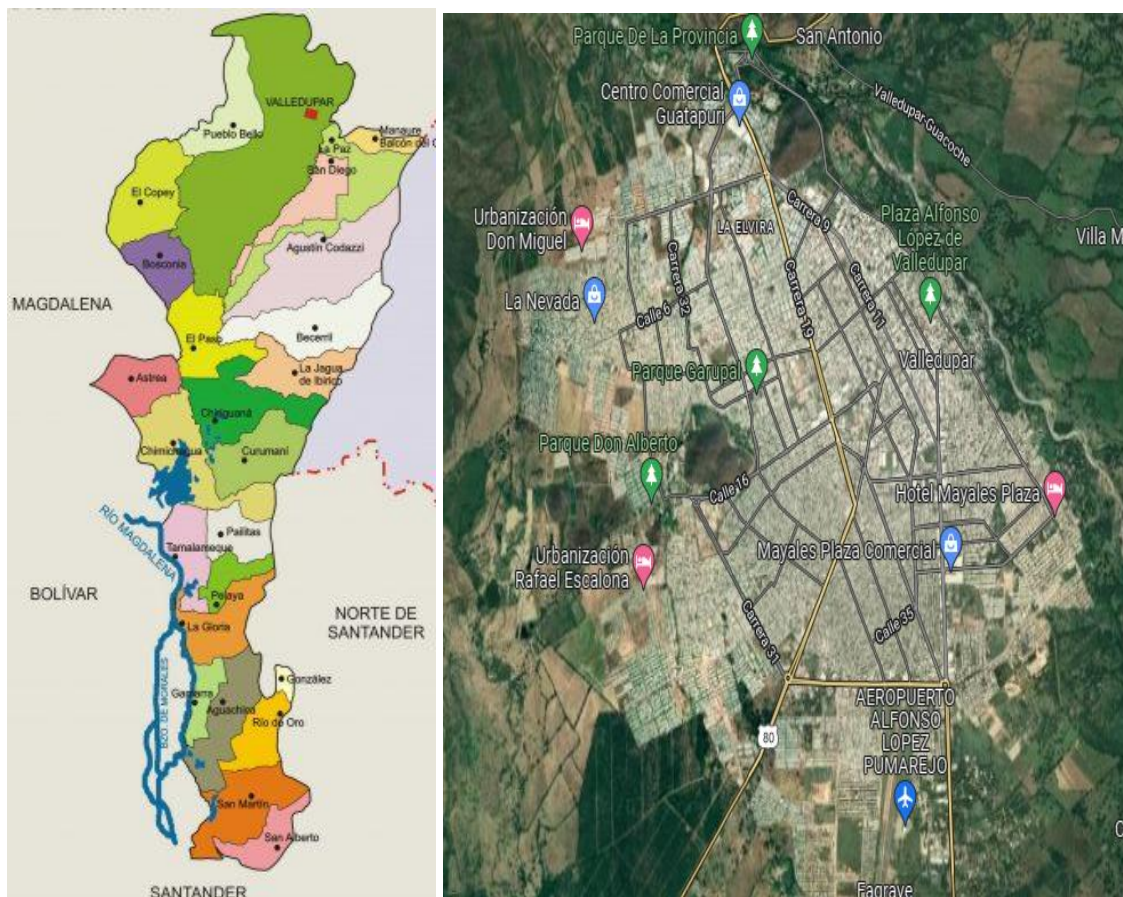 VALLEDUPAR
Pueblo Bello
Manaure
Balcón del C
La Paz
San Diego
El Copey
Agustín Codazzi
Bosconia
MAGDALENA
Becerril
El Paso
La Jagua
de Ibirico
Astrea
Chiriguaná
Chimichagua
Curumaní
RÍO MAGDALENA
Pailitas
Tamalameque
BOLÍVAR
Pelaya
NORTE DE
SANTANDER
La Gloria
González
BZO. DE MORALES
Gamarra
Aguachica
Río de Oro
San Martín
San Alberto
SANTANDER
Parque De La Provincia
San Antonio
Centro Comercial
Guatapuri
Valledupar-Guacoche
Urbanización
Don Miguel
LA ELVIRA
Carrera 9
Plaza Alfonso
López de
Valledupar
Villa M
Carrera 32
La Nevada
Calle 6
Carrera 19
Carrera 11
Valledupar
Parque Garupal
Parque Don Alberto
Calle 16
Hotel Mayales Plaza
Mayales Plaza Comercial
Urbanización
Rafael Escalona
Carrera 31
Calle 35
AEROPUERTO
ALFONSO
LOPEZ
PUMAREJO
80
Fagrave